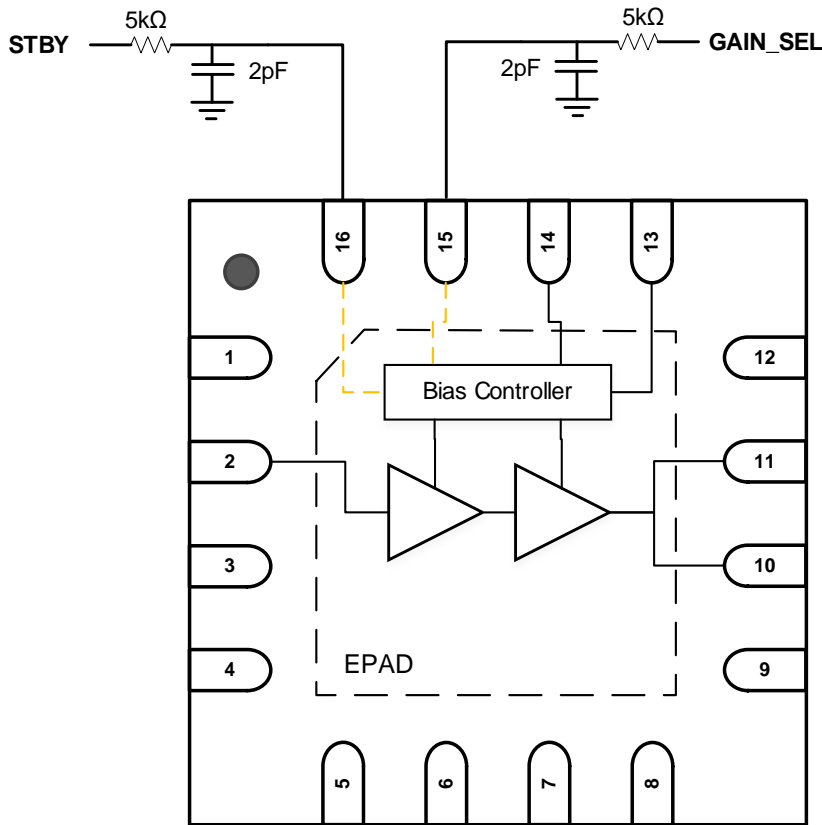 5kΩ
5kΩ
STBY
GAIN_SEL
2pF
2pF
16
15
14
13
1
12
Bias Controller
2
11
3
10
EPAD
4
9
5
6
7
8